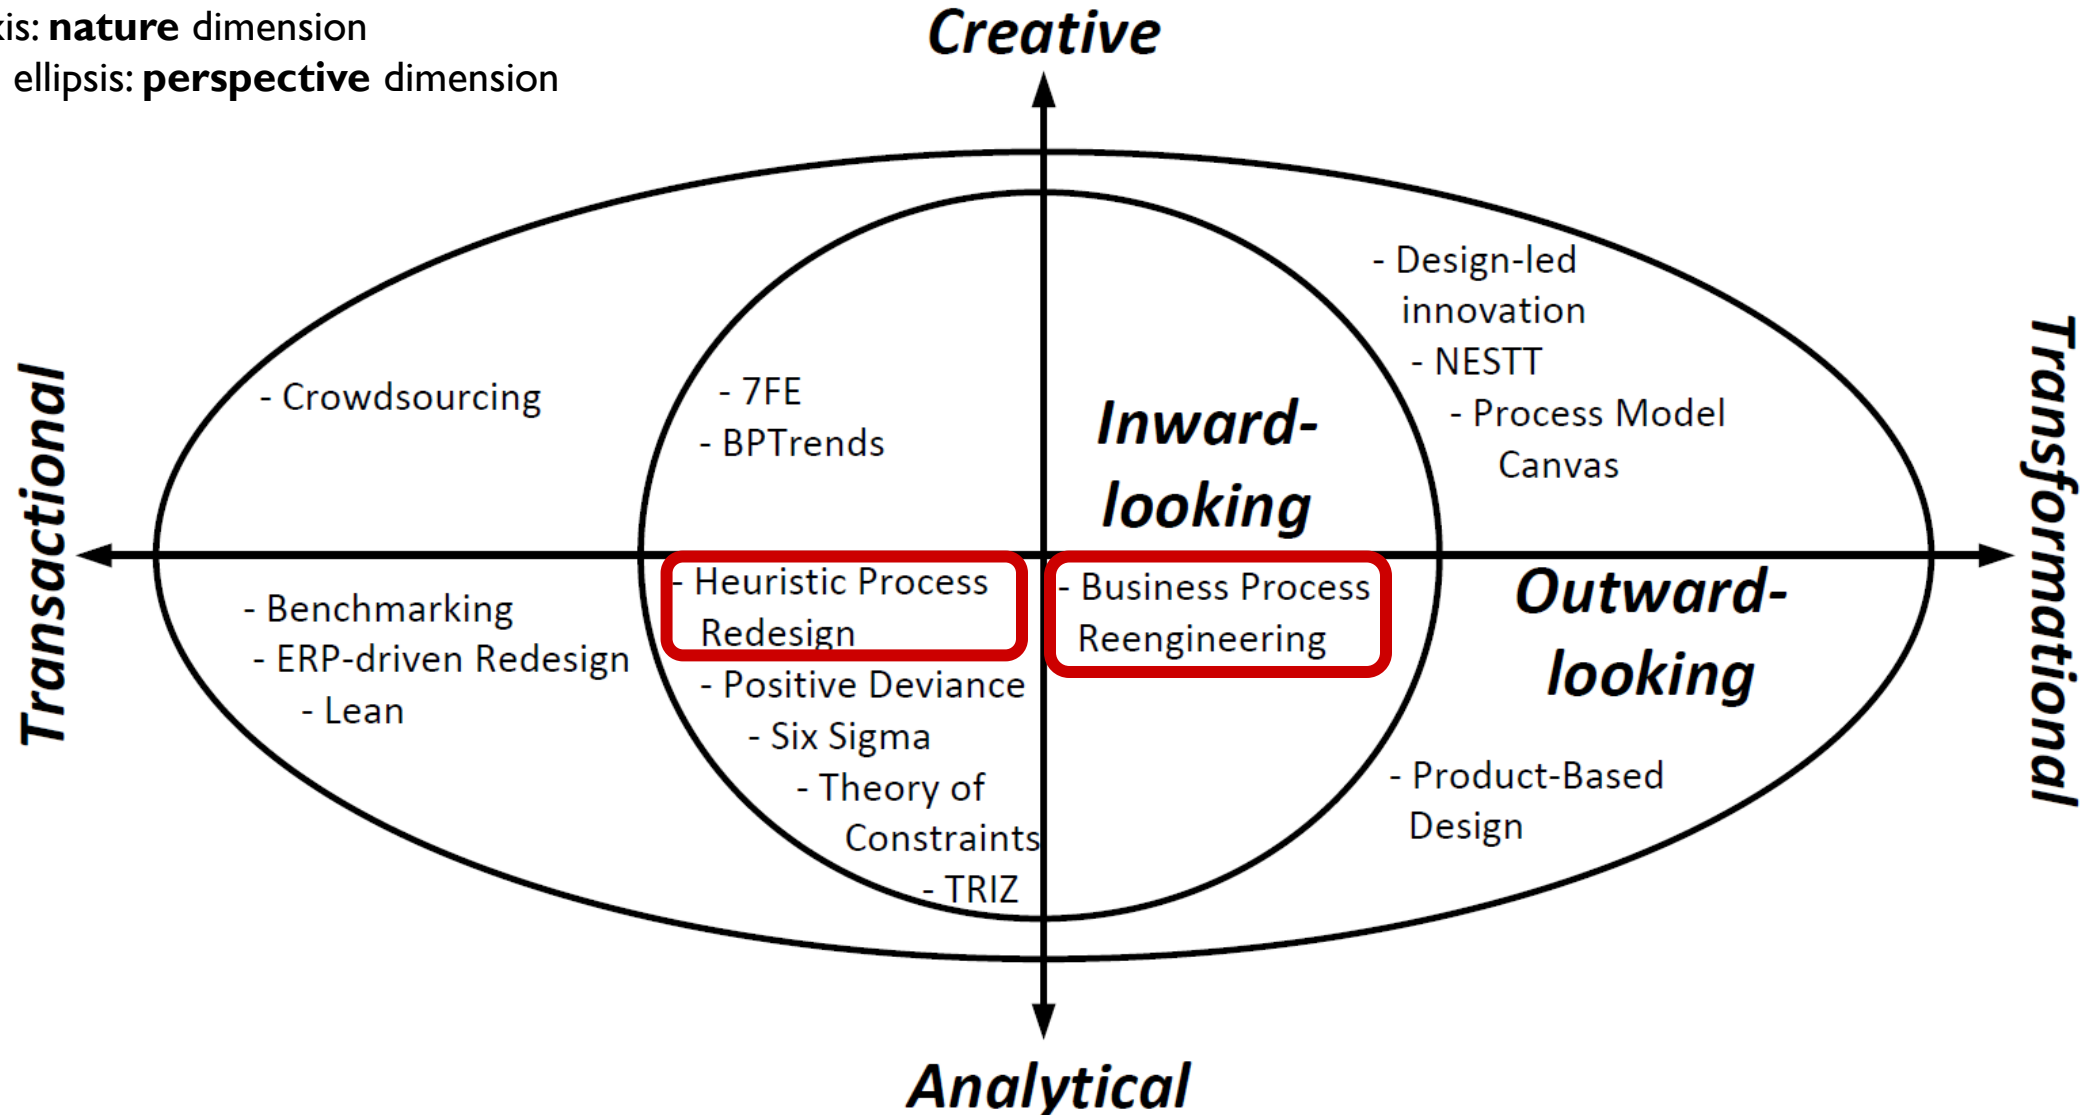 nature dimension
ellipsis: perspective dimension
Creative
- Design-led
innovation
- NESTT
- Process Model
Canvas
- Crowdsourcing
- 7FE
- BPTrends
Inward-
looking
Transactional
Transformational
- Heuristic Process
Redesign
- Business Process
Reengineering
Outward-
looking
- Benchmarking
- ERP-driven Redesign
- Lean
- Positive Deviance
- Six Sigma
- Theory of
Constraints
- TRIZ
- Product-Based
Design
Analytical